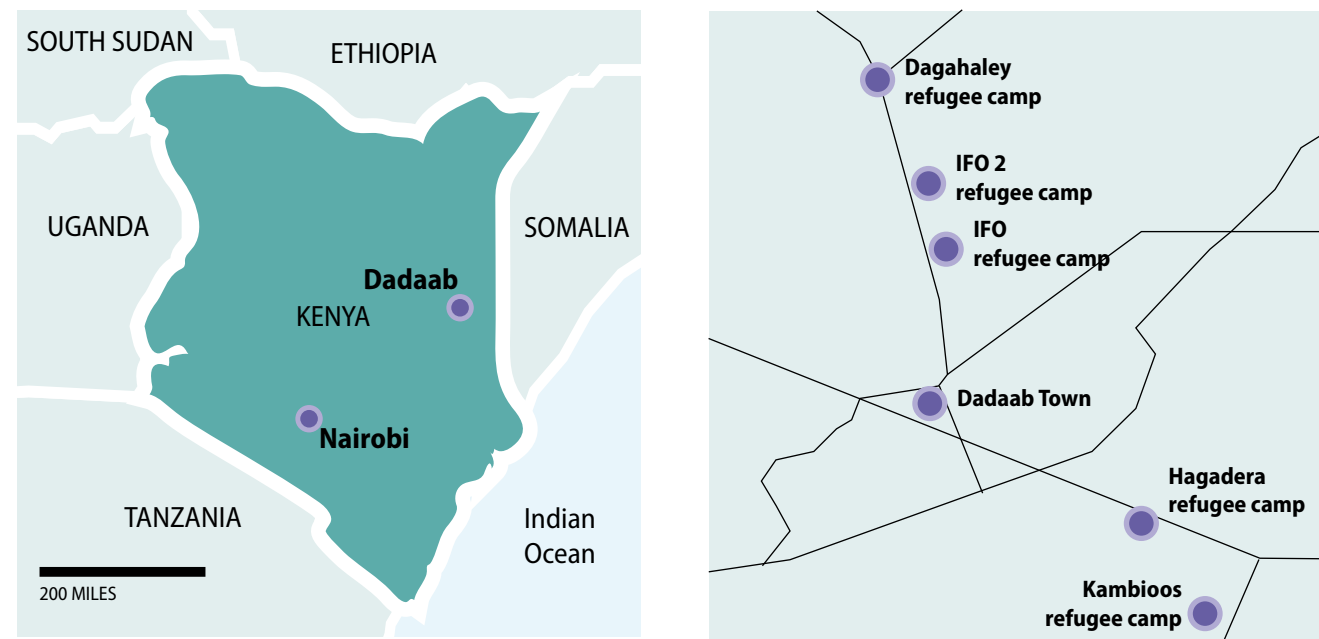 SOUTH SUDAN
ETHIOPIA
UGANDA
SOMALIA
Dadaab
KENYA
Nairobi
TANZANIA
Indian
Ocean
200 MILES
Dagahaley
refugee camp
IFO 2
refugee camp
IFO
refugee camp
Dadaab Town
Hagadera
refugee camp
Kambioos
refugee camp